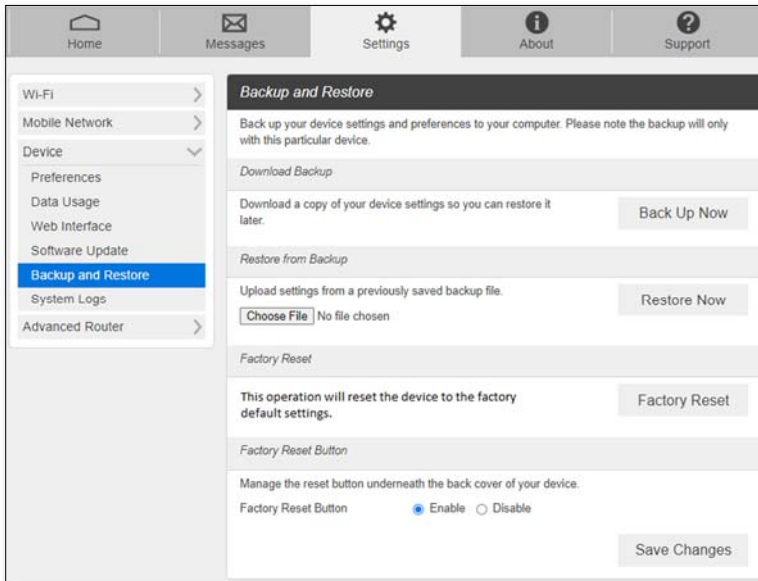 Home Messages Settings About Support
Wi-Fi
Mobile Network
Device
Preferences
Data Usage
Web Interface
Software Update
Backup and Restore
System Logs
Advanced Router
Backup and Restore
Back up your device settings and preferences to your computer. Please note the backup will only
with this particular device.
Download Backup
Download a copy of your device settings so you can restore it
later.
Back Up Now
Restore from Backup
Upload settings from a previously saved backup file.
Choose File No file chosen
Restore Now
Factory Reset
This operation will reset the device to the factory
default settings.
Factory Reset
Factory Reset Button
Manage the reset button underneath the back cover of your device.
Factory Reset Button Enable Disable
Save Changes